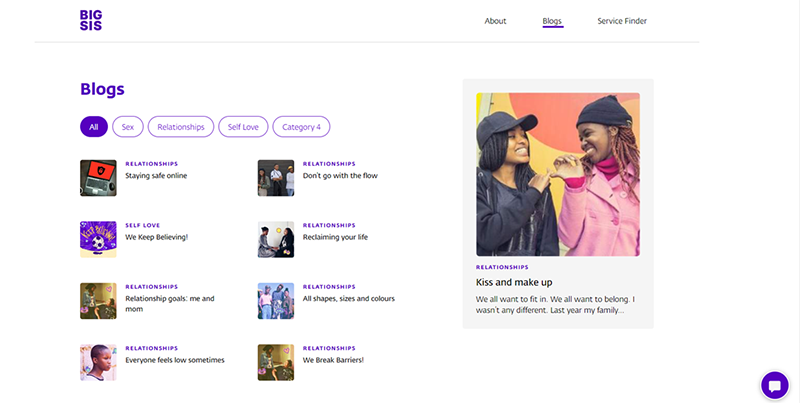 BIG
SIS
About
Blogs
Service Finder
Blogs
All
Sex
Relationships
Self Love
Category 4
RELATIONSHIPS
Staying safe online
RELATIONSHIPS
Don't go with the flow
SELF LOVE
We Keep Believing!
RELATIONSHIPS
Reclaiming your life
RELATIONSHIPS
Relationship goals: me and
mom
RELATIONSHIPS
All shapes, sizes and colours
RELATIONSHIPS
Everyone feels low sometimes
RELATIONSHIPS
We Break Barriers!
RELATIONSHIPS
Kiss and make up
We all want to fit in. We all want to belong. I
wasn't any different. Last year my family...